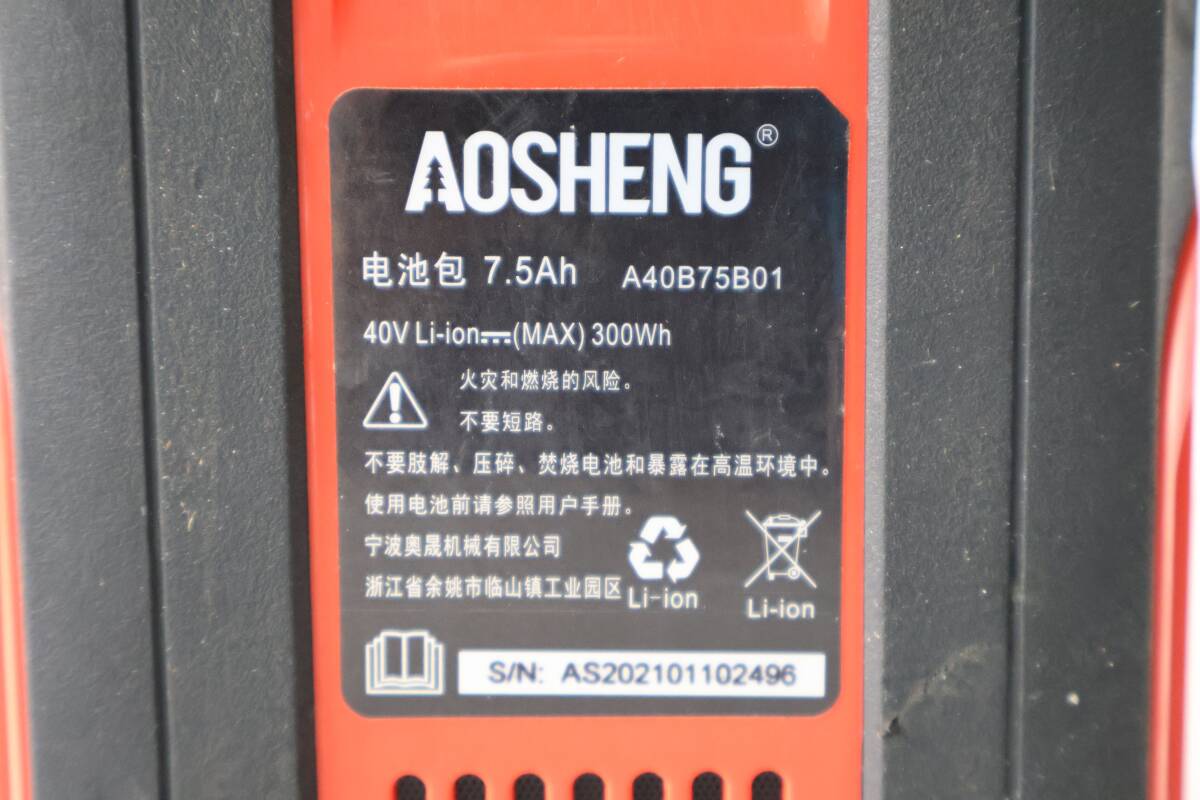 AOSHENG®
电池包 7.5Ah A40B75B01
40V Li-ion⎓(MAX) 300Wh
火灾和燃烧的风险。
不要短路。
不要肢解、压碎、焚烧电池和暴露在高温环境中。
使用电池前请参照用户手册。
宁波奥晟机械有限公司
浙江省余姚市临山镇工业园区
Li-ion
Li-ion
S/N: AS202101102496